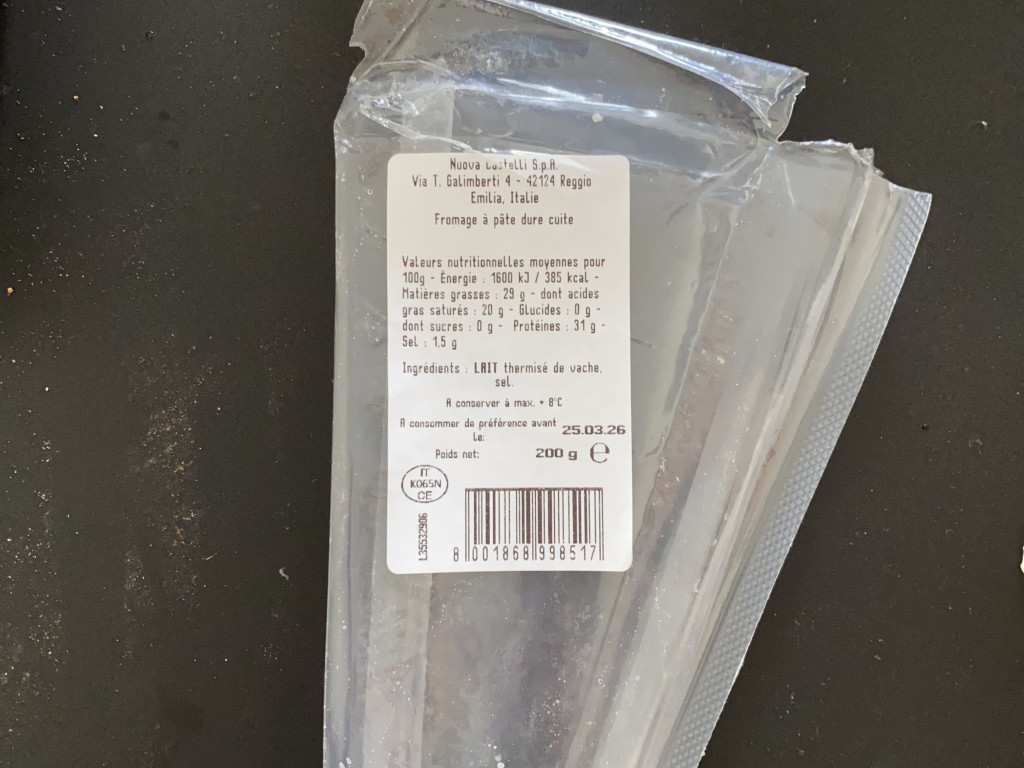 Nuova Castelli S.p.A.
Via T. Galimberti 4 - 42124 Reggio
Emilia, Italie
Fromage à pâte dure cuite
Valeurs nutritionnelles moyennes pour
100g - Énergie : 1600 kJ / 385 kcal -
Matières grasses : 29 g - dont acides
gras saturés : 20 g - Glucides : 0 g -
dont sucres : 0 g - Protéines : 31 g -
Sel : 1,5 g
Ingrédients : LAIT thermisé de vache,
sel.
A conserver à max. + 8°C
A consommer de préférence avant
le: 25.03.26
Poids net: 200 g e
IT
K065N
CE
L35532906
8 001868 998517